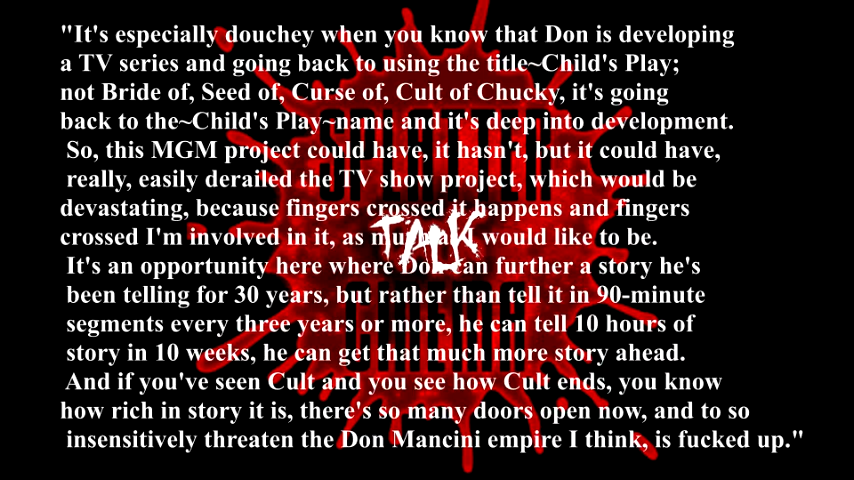 "It's especially douchey when you know that Don is developing
a TV series and going back to using the title~Child's Play;
not Bride of, Seed of, Curse of, Cult of Chucky, it's going
back to the~Child's Play~name and it's deep into development.
So, this MGM project could have, it hasn't, but it could have,
really, easily derailed the TV show project, which would be
devastating, because fingers crossed it happens and fingers
crossed I'm involved in it, as much as I would like to be.
It's an opportunity here where Don can further a story he's
been telling for 30 years, but rather than tell it in 90-minute
segments every three years or more, he can tell 10 hours of
story in 10 weeks, he can get that much more story ahead.
And if you've seen Cult and you see how Cult ends, you know
how rich in story it is, there's so many doors open now, and to so
insensitively threaten the Don Mancini empire I think, is fucked up."
TALK
CINEMA